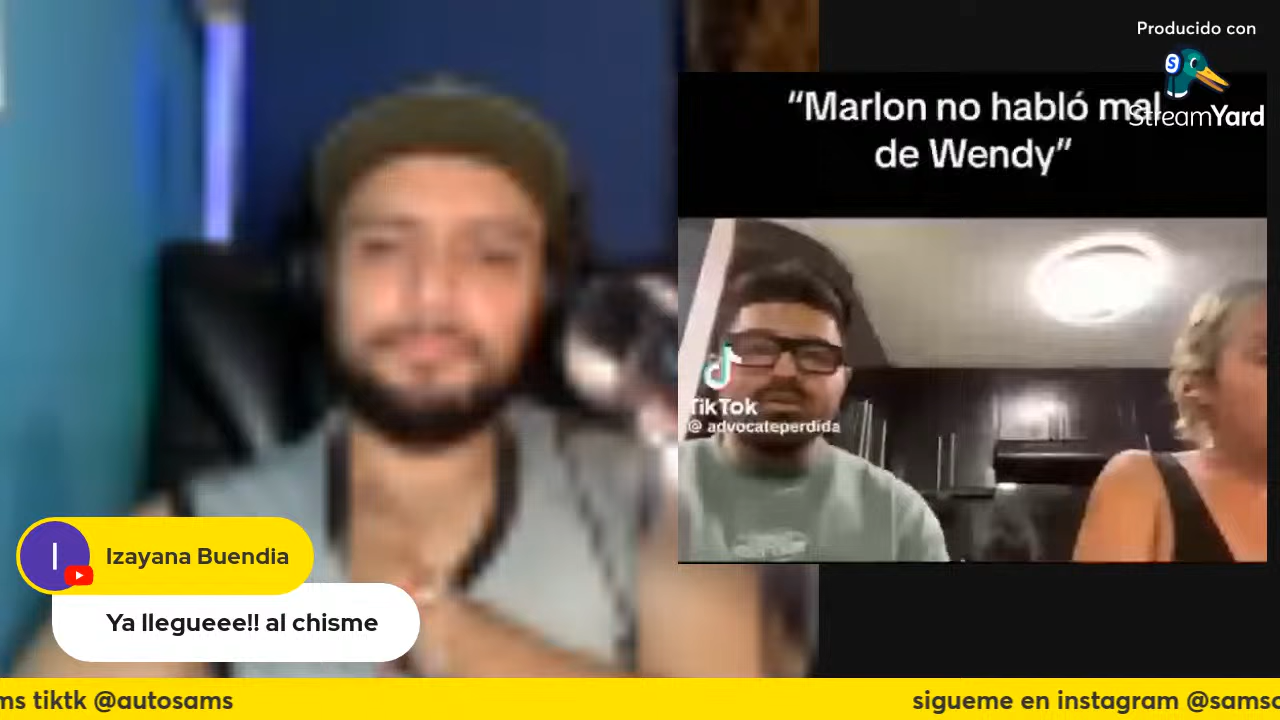 Producido con
StreamYard
“Marlon no habló mal
de Wendy”
TikTok
@ advocateperdida
I
Izayana Buendia
Ya llegueee!! al chisme
ms tiktk @autosams
sigueme en instagram @samsc